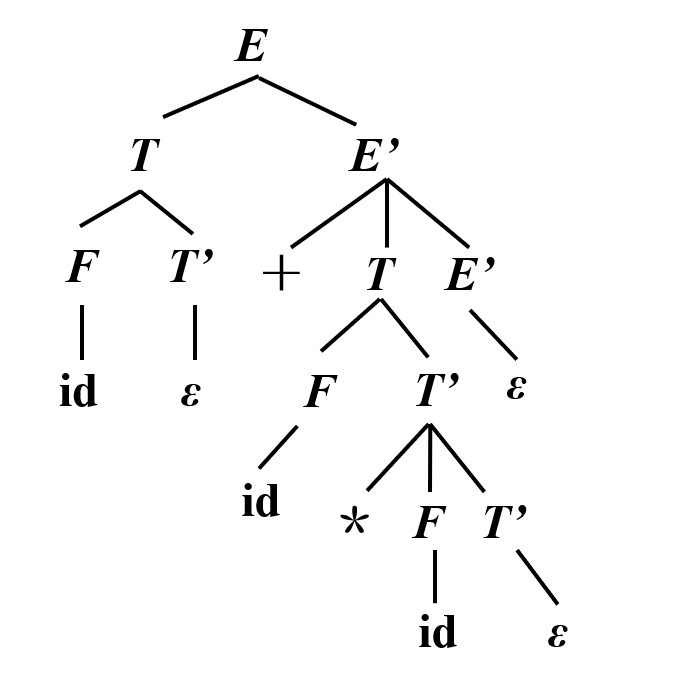 E
T E’
F T’ + T E’
id ε F T’ ε
id * F T’
id ε